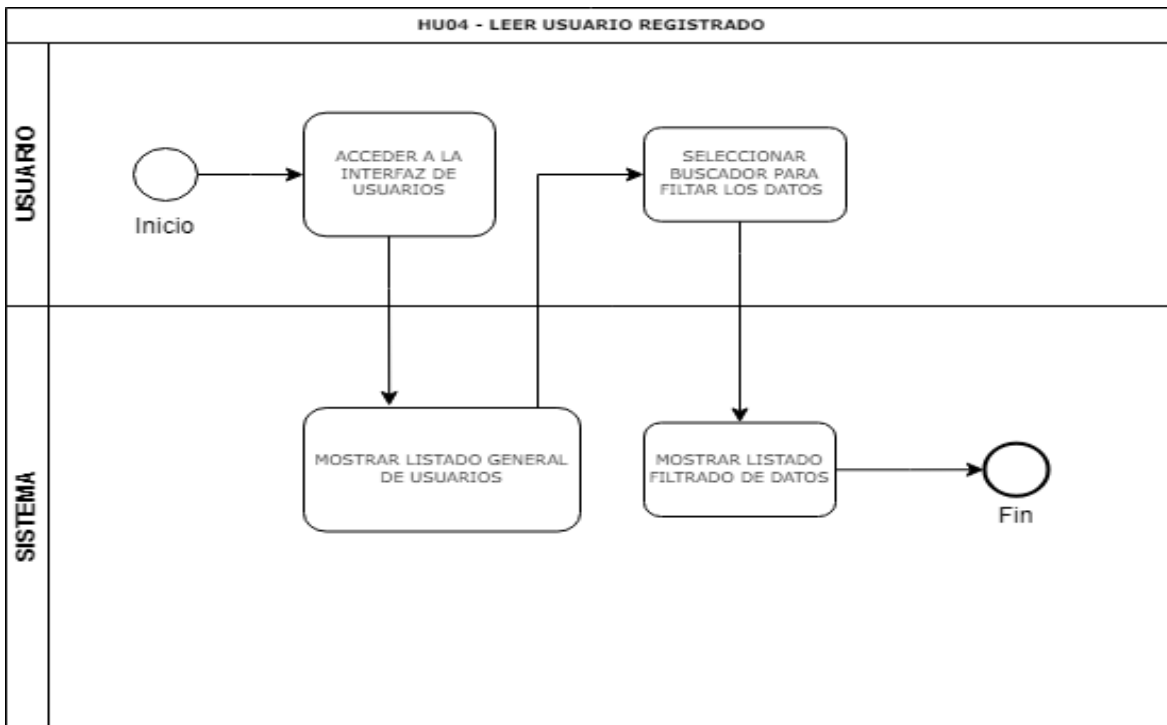 HU04 - LEER USUARIO REGISTRADO
USUARIO
Inicio
ACCEDER A LA
INTERFAZ DE
USUARIOS
SELECCIONAR
BUSCADOR PARA
FILTAR LOS DATOS
SISTEMA
MOSTRAR LISTADO GENERAL
DE USUARIOS
MOSTRAR LISTADO
FILTRADO DE DATOS
Fin